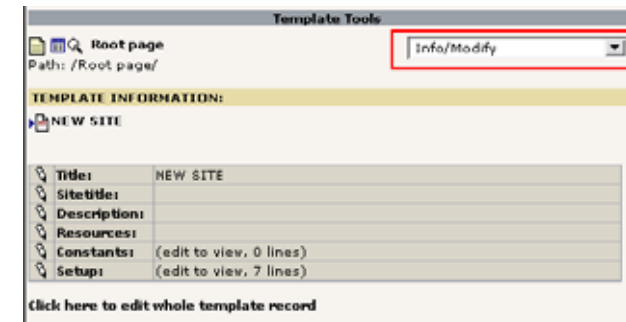 Template Tools
Root page
Info/Modify
Path: /Root page/
TEMPLATE INFORMATION:
NEW SITE
Title: NEW SITE
Sitetitle:
Description:
Resources:
Constants: (edit to view, 0 lines)
Setup: (edit to view, 7 lines)
Click here to edit whole template record